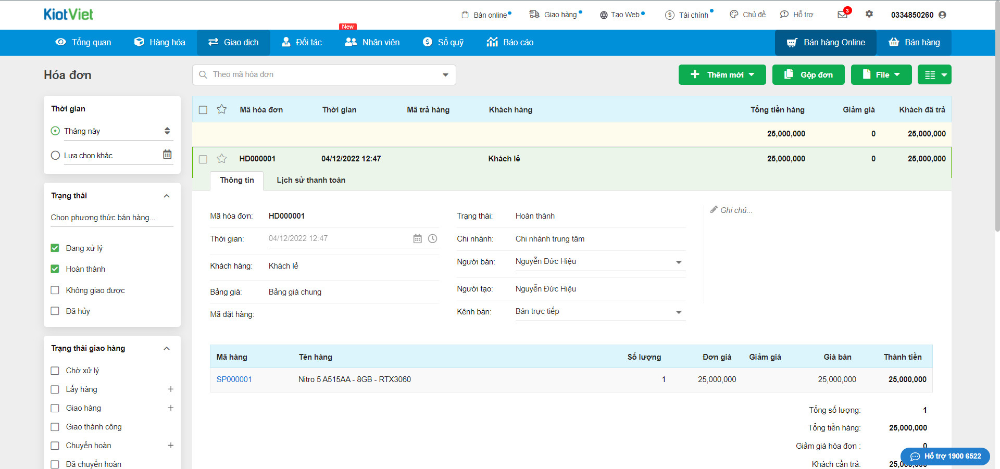 KiotViet
Bán online
Giao hàng
Tạo Web
Tài chính
Chủ đề
Hỗ trợ
3
0334850260
New
Tổng quan
Hàng hóa
Giao dịch
Đối tác
Nhân viên
Sổ quỹ
Báo cáo
Bán hàng Online
Bán hàng
Hóa đơn
Theo mã hóa đơn
Thêm mới
Gộp đơn
File
Thời gian
Tháng này
Lựa chọn khác
Trạng thái
Chọn phương thức bán hàng...
Đang xử lý
Hoàn thành
Không giao được
Đã hủy
Trạng thái giao hàng
Chờ xử lý
Lấy hàng
Giao hàng
Giao thành công
Chuyển hoàn
Đã chuyển hoàn
Mã hóa đơn Thời gian Mã trả hàng Khách hàng Tổng tiền hàng Giảm giá Khách đã trả
25,000,000 0 25,000,000
HD000001 04/12/2022 12:47 Khách lẻ 25,000,000 0 25,000,000
Thông tin Lịch sử thanh toán
Mã hóa đơn: HD000001
Thời gian: 04/12/2022 12:47
Khách hàng: Khách lẻ
Bảng giá: Bảng giá chung
Mã đặt hàng:
Trạng thái: Hoàn thành
Chi nhánh: Chi nhánh trung tâm
Người bán: Nguyễn Đức Hiệu
Người tạo: Nguyễn Đức Hiệu
Kênh bán: Bán trực tiếp
Ghi chú...
Mã hàng Tên hàng Số lượng Đơn giá Giảm giá Giá bán Thành tiền
SP000001 Nitro 5 A515AA - 8GB - RTX3060 1 25,000,000 25,000,000 25,000,000
Tổng số lượng: 1
Tổng tiền hàng: 25,000,000
Giảm giá hóa đơn : 0
Khách cần trả: 25,000,000
Hỗ trợ 1900 6522